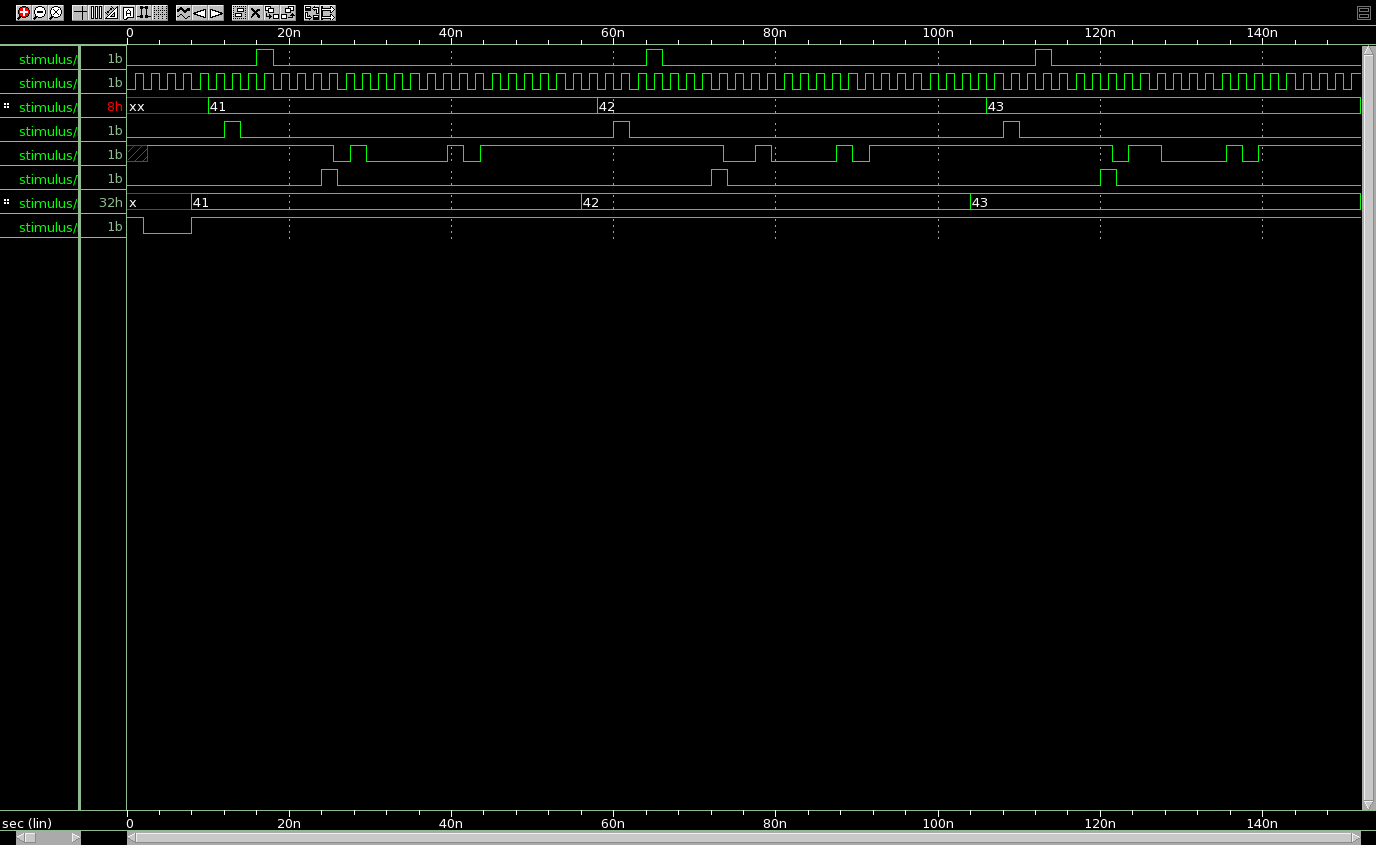 0 20n 40n 60n 80n 100n 120n 140n
stimulus/ 1b
stimulus/ 1b
stimulus/ 8h xx 41 42 43
stimulus/ 1b
stimulus/ 1b
stimulus/ 1b
stimulus/ 32h x 41 42 43
stimulus/ 1b
sec (lin) 0 20n 40n 60n 80n 100n 120n 140n